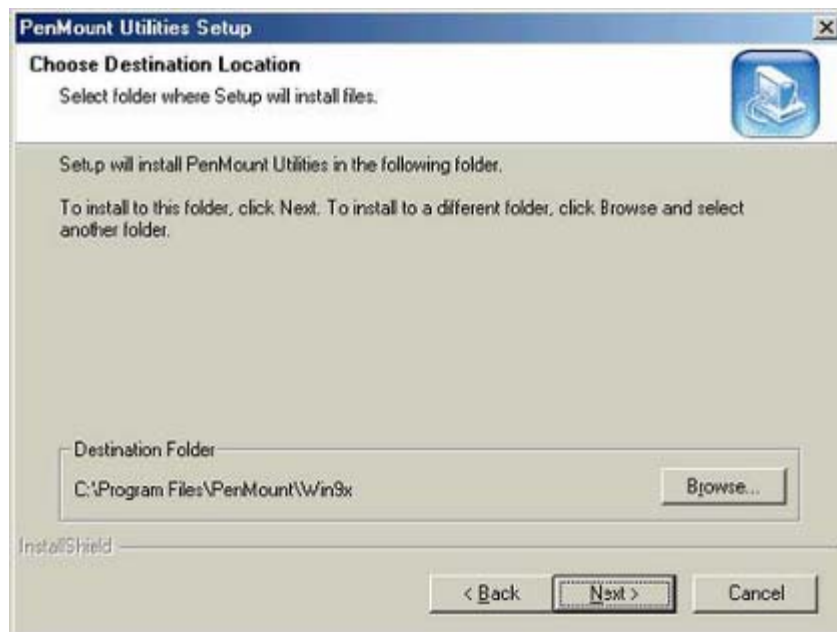 PenMount Utilities Setup
Choose Destination Location
Select folder where Setup will install files.
Setup will install PenMount Utilities in the following folder.
To install to this folder, click Next. To install to a different folder, click Browse and select
another folder.
Destination Folder
C:\Program Files\PenMount\Win9x
Browse...
InstallShield
< Back
Next >
Cancel